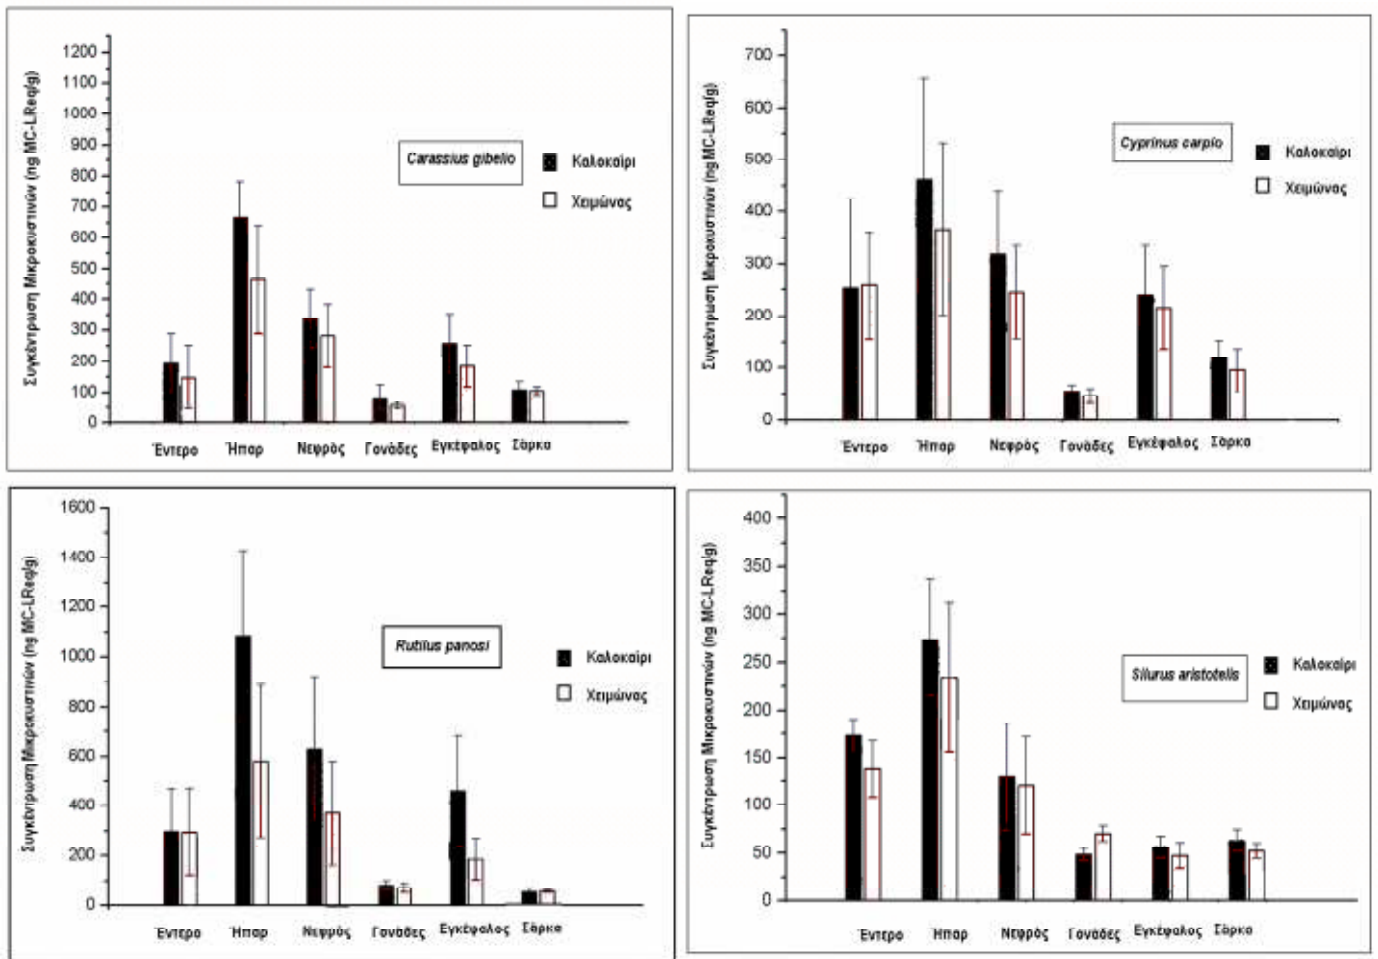 Συγκέντρωση Μικροκυστινών (ng MC-LReq/g)
1200
1100
1000
900
800
700
600
500
400
300
200
100
0
Carassius gibelio
Καλοκαίρι
Χειμώνας
Έντερο Ήπαρ Νεφρός Γονάδες Εγκέφαλος Σάρκα
Συγκέντρωση Μικροκυστινών (ng MC-LReq/g)
700
600
500
400
300
200
100
0
Cyprinus carpio
Καλοκαίρι
Χειμώνας
Έντερο Ήπαρ Νεφρός Γονάδες Εγκέφαλος Σάρκα
Συγκέντρωση Μικροκυστινών (ng MC-LReq/g)
1600
1400
1200
1000
800
600
400
200
0
Rutilus panosi
Καλοκαίρι
Χειμώνας
Έντερο Ήπαρ Νεφρός Γονάδες Εγκέφαλος Σάρκα
Συγκέντρωση Μικροκυστινών (ng MC-LReq/g)
400
350
300
250
200
150
100
50
0
Silurus aristotelis
Καλοκαίρι
Χειμώνας
Έντερο Ήπαρ Νεφρός Γονάδες Εγκέφαλος Σάρκα